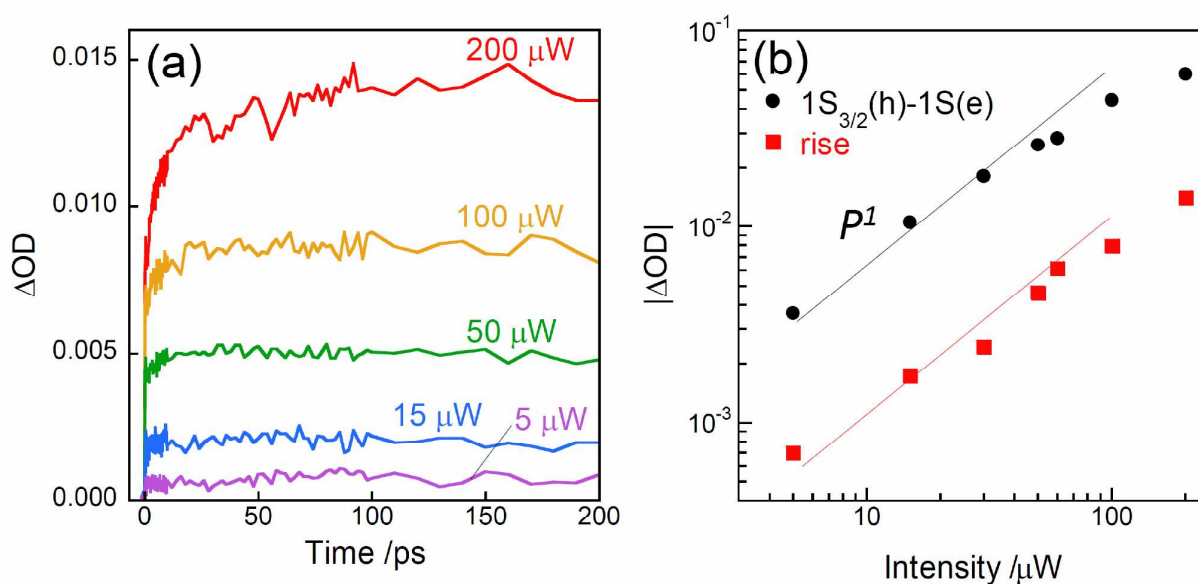 (a)
200 μW
100 μW
50 μW
15 μW
5 μW
0.015
0.010
0.005
0.000
ΔOD
0
50
100
150
200
Time /ps
(b)
1S3/2(h)-1S(e)
rise
P1
10-1
10-2
10-3
|ΔOD|
10
100
Intensity /μW